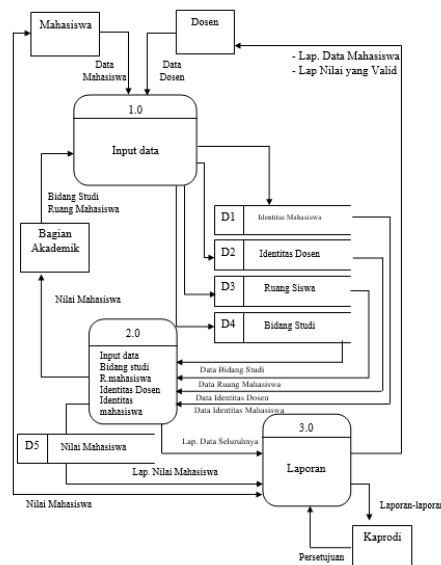 Mahasiswa
Dosen
- Lap. Data Mahasiswa
- Lap Nilai yang Valid
Data
Mahasiswa
Data
Dosen
1.0
Input data
Bidang Studi
Ruang Mahasiswa
Bagian
Akademik
D1
Identitas Mahasiswa
D2
Identitas Dosen
D3
Ruang Siswa
D4
Bidang Studi
Nilai Mahasiswa
2.0
Input data
Bidang studi
R.mahasiswa
Identitas Dosen
Identitas
mahasiswa
Data Bidang Studi
Data Ruang Mahasiswa
Data Identitas Dosen
Data Identitas Mahasiswa
D5
Nilai Mahasiswa
Lap. Data Seluruhnya
3.0
Laporan
Lap. Nilai Mahasiswa
Nilai Mahasiswa
Laporan-laporan
Kaprodi
Persetujuan